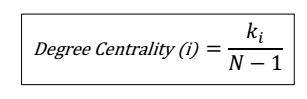 Degree Centrality (i) = k_i / (N − 1)